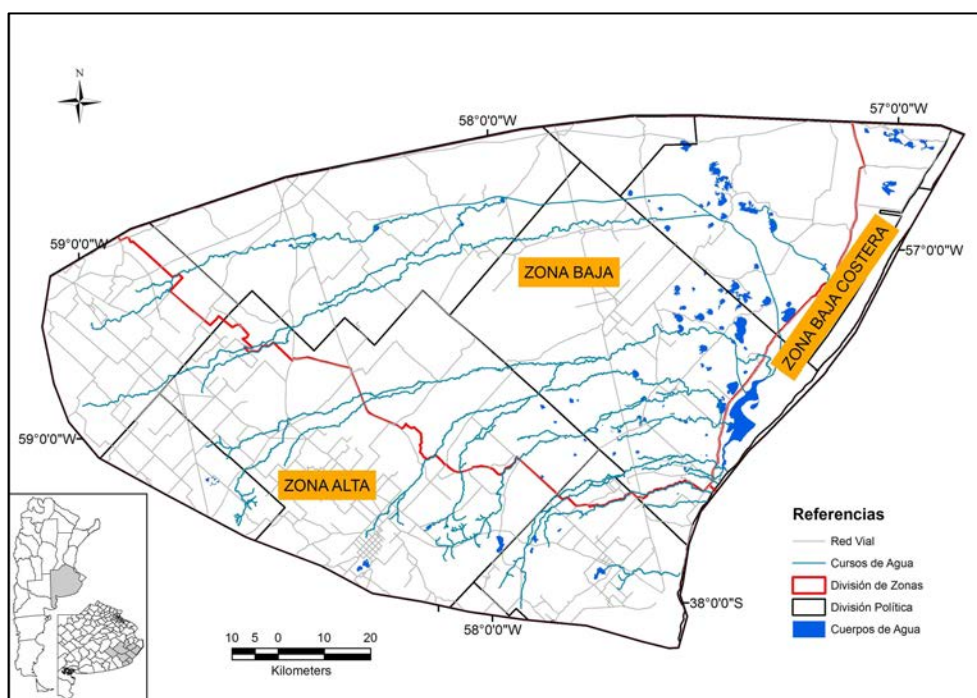 N
58°0'0"W
57°0'0"W
59°0'0"W
57°0'0"W
ZONA BAJA
ZONA BAJA COSTERA
59°0'0"W
ZONA ALTA
Referencias
Red Vial
Cursos de Agua
División de Zonas
División Política
Cuerpos de Agua
38°0'0"S
58°0'0"W
10 5 0 10 20
Kilometers